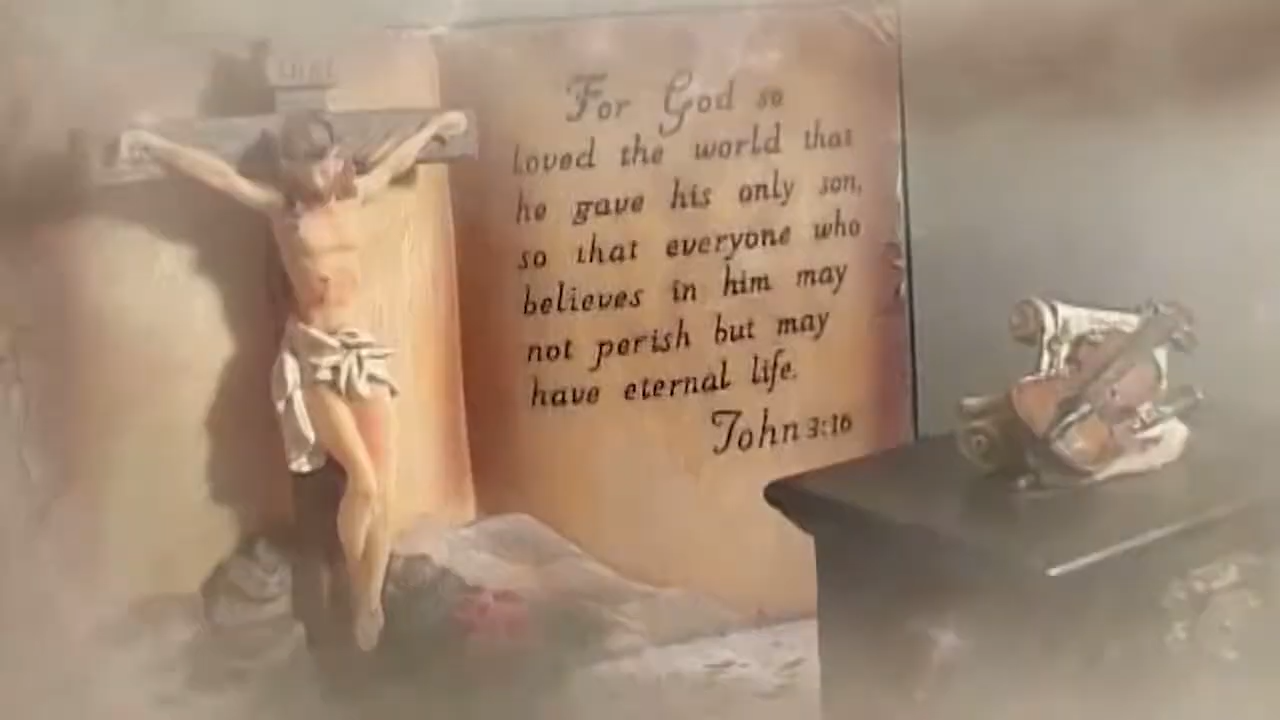 For God so
loved the world that
he gave his only son,
so that everyone who
believes in him may
not perish but may
have eternal life.
John 3:16